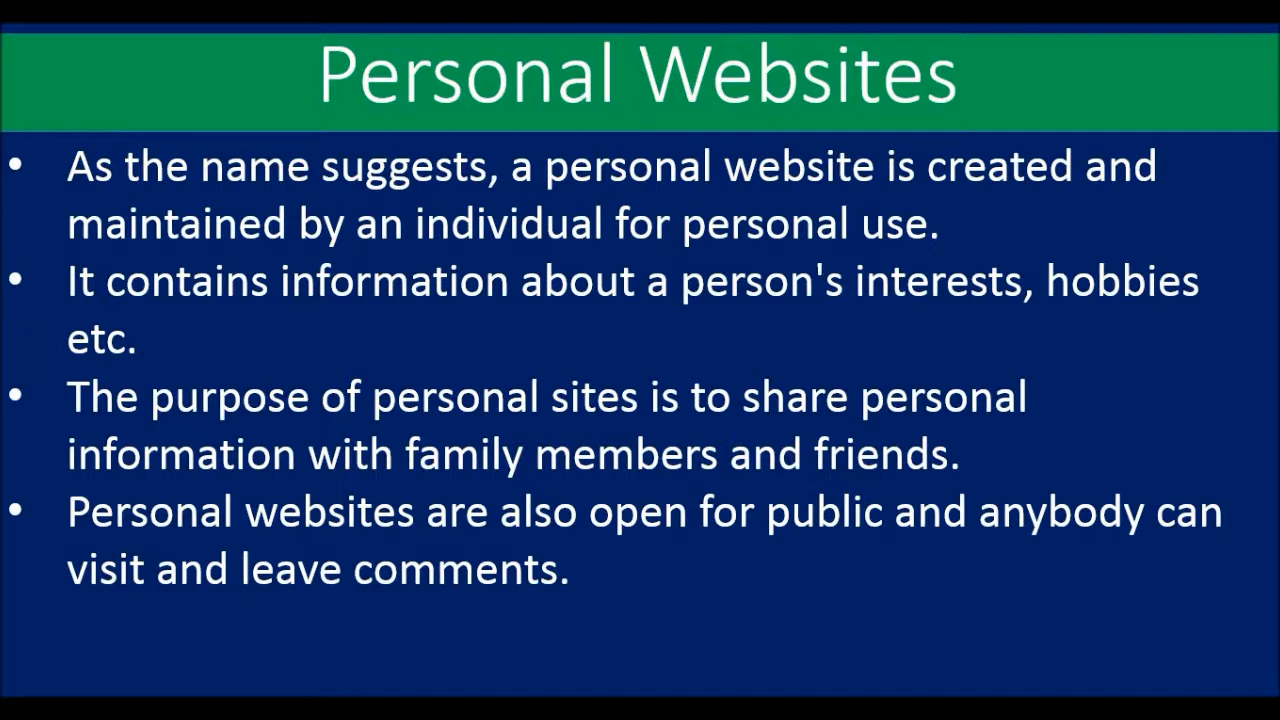 Personal Websites
• As the name suggests, a personal website is created and
maintained by an individual for personal use.
• It contains information about a person's interests, hobbies
etc.
• The purpose of personal sites is to share personal
information with family members and friends.
• Personal websites are also open for public and anybody can
visit and leave comments.